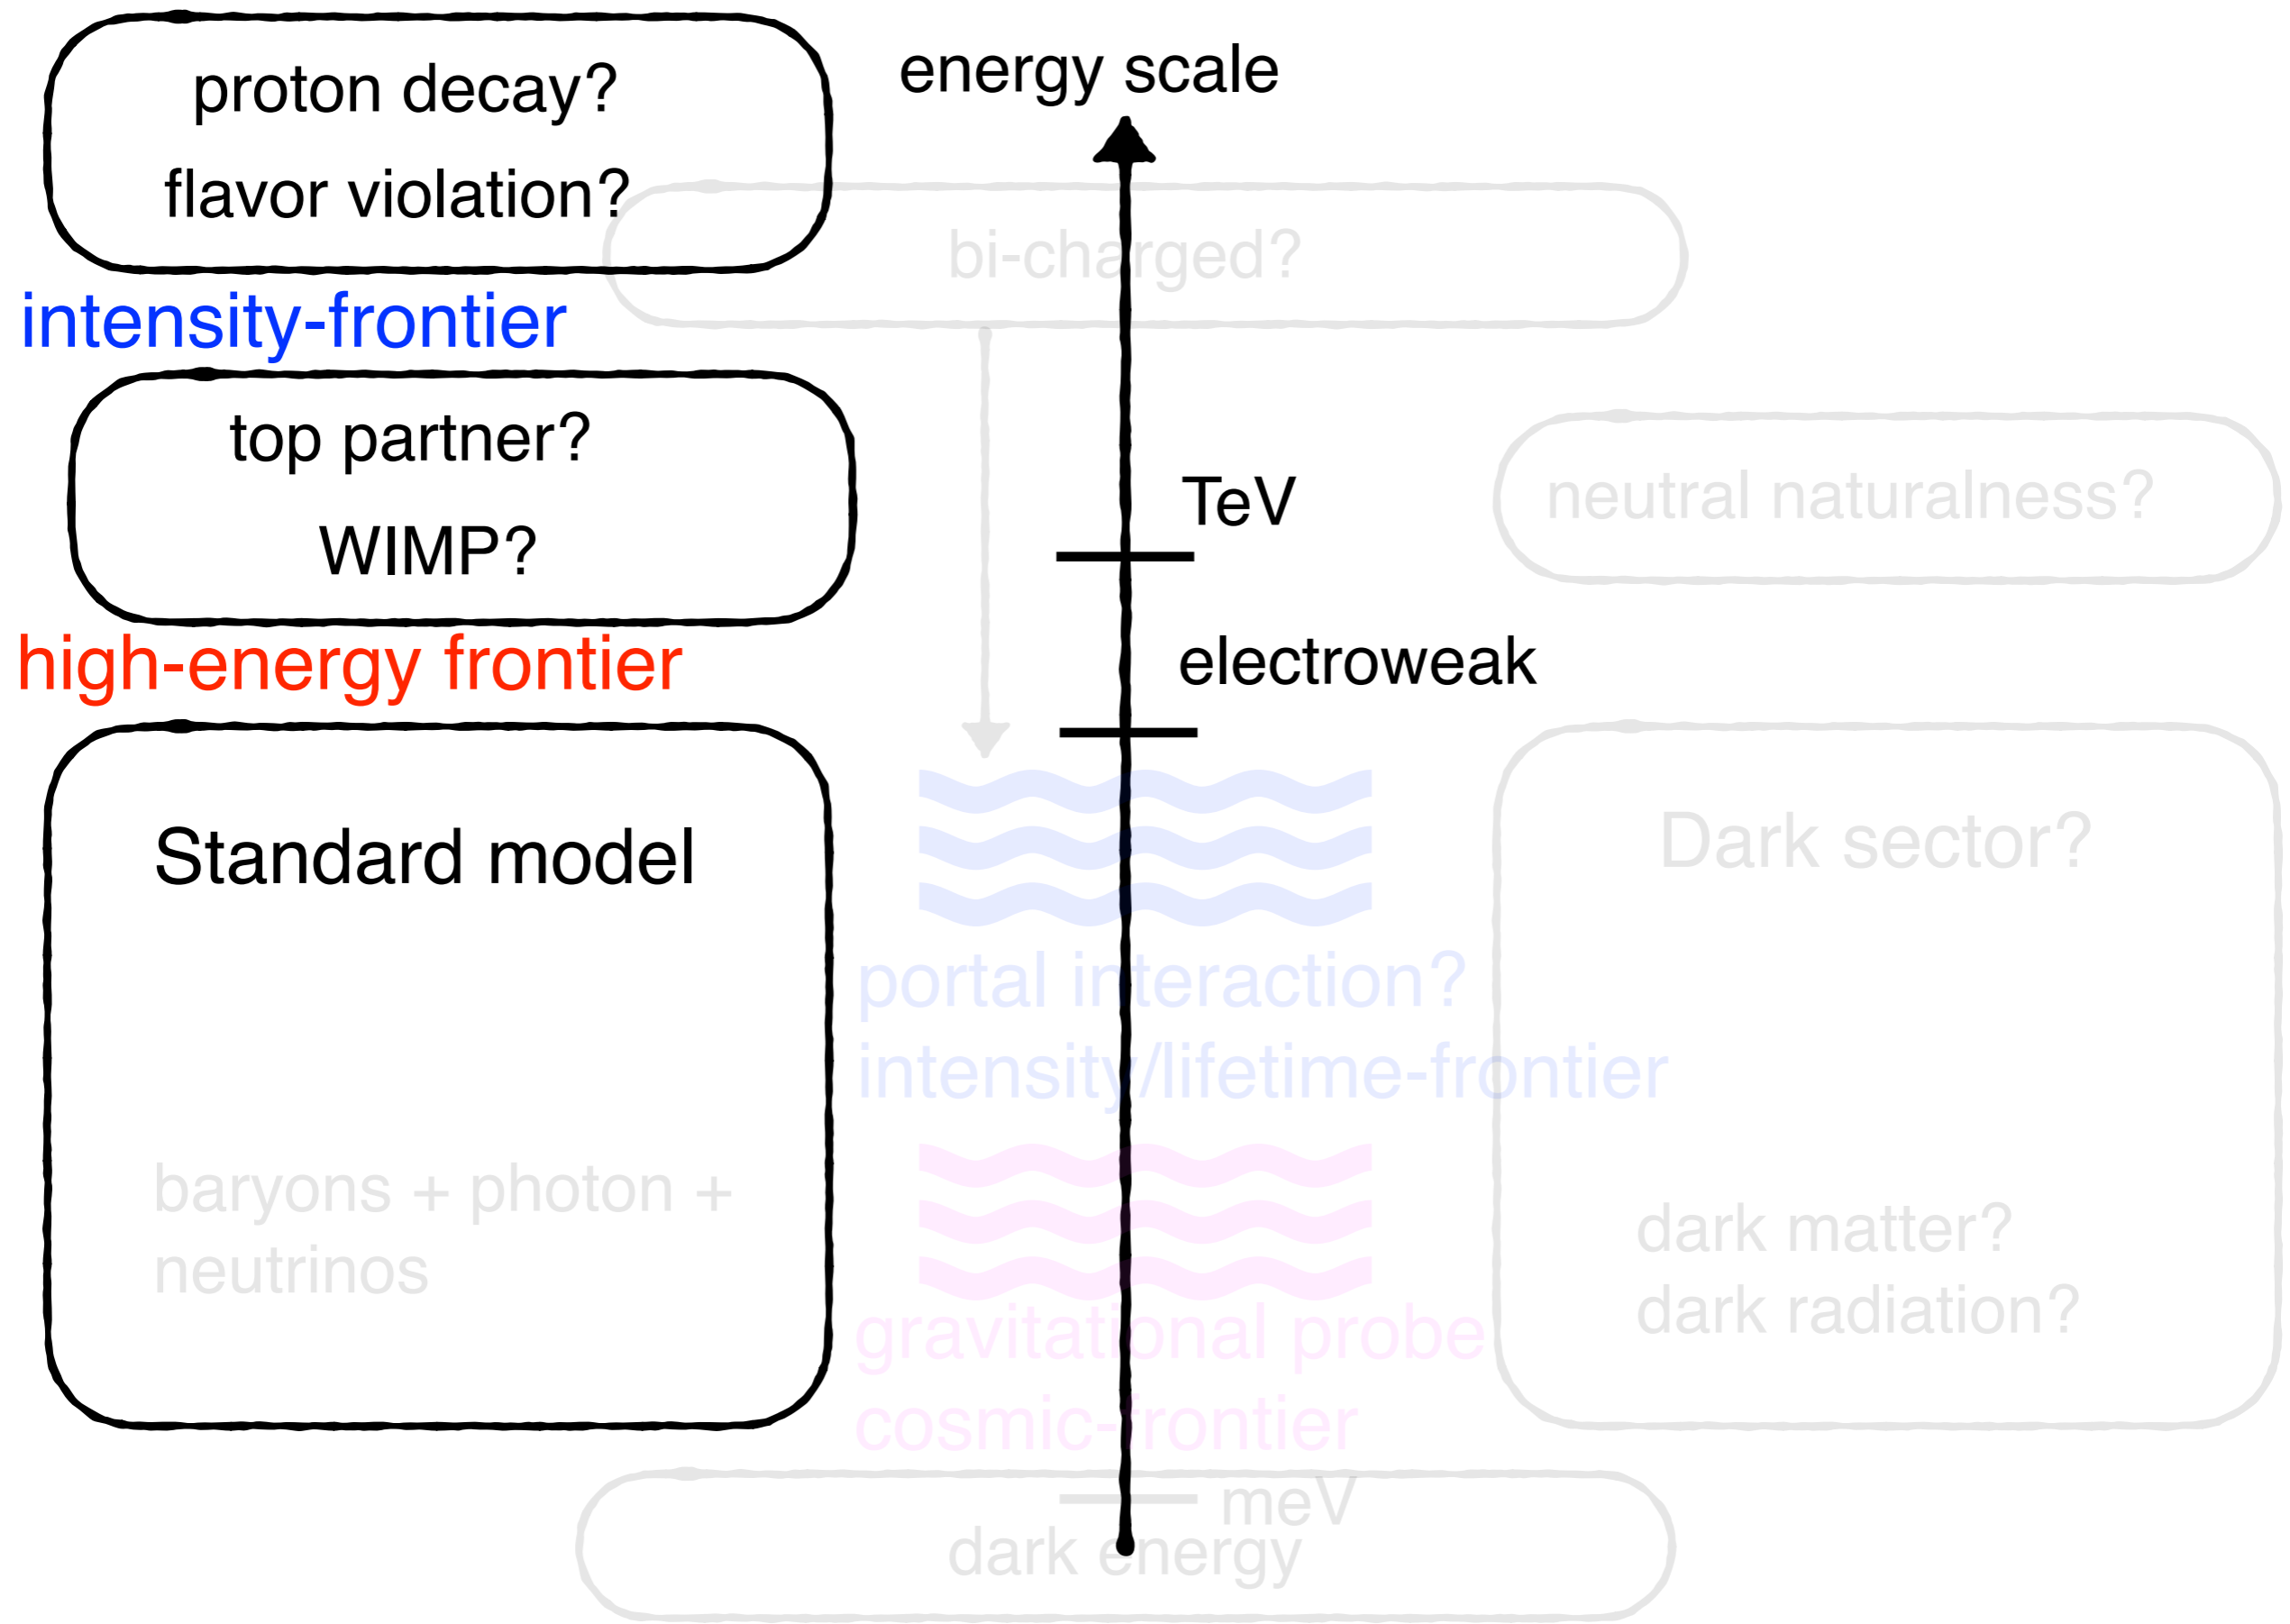 proton decay?
flavor violation?
intensity-frontier
top partner?
WIMP?
high-energy frontier
Standard model
baryons + photon +
neutrinos
energy scale
bi-charged?
TeV
electroweak
portal interaction?
intensity/lifetime-frontier
gravitational probe
cosmic-frontier
meV
dark energy
neutral naturalness?
Dark sector?
dark matter?
dark radiation?